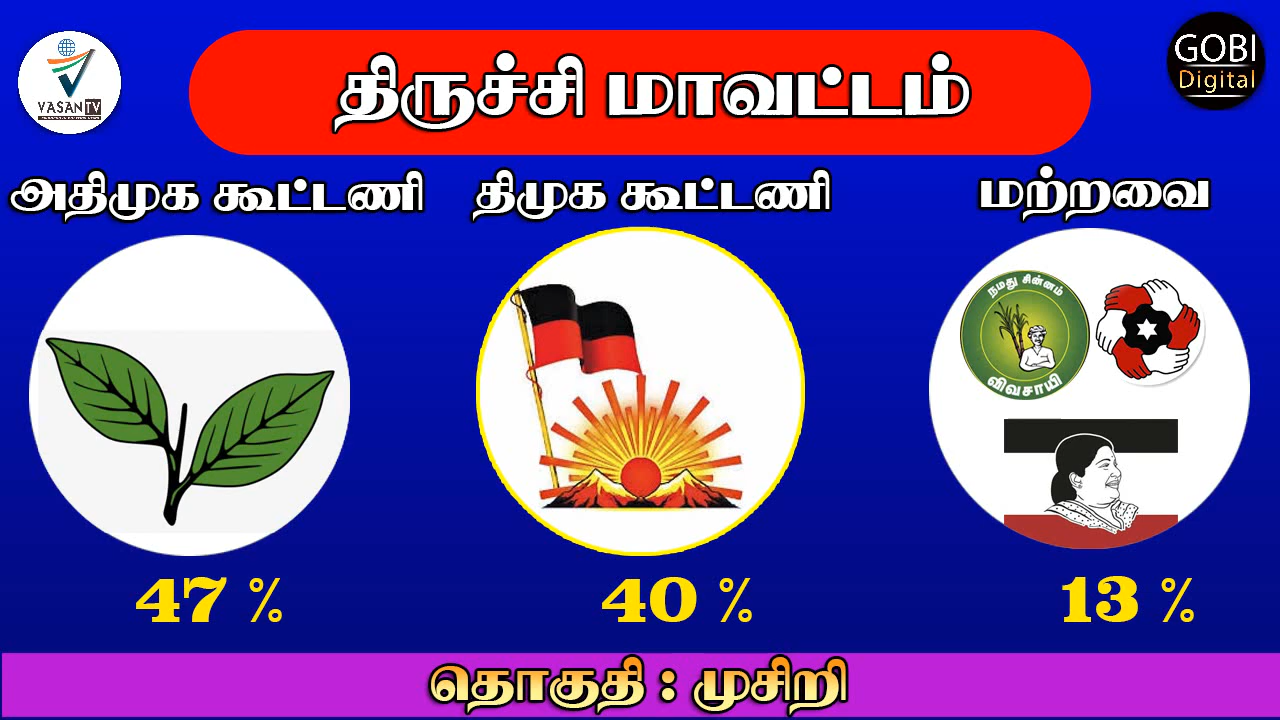 VASAN TV
GOBI
Digital
திருச்சி மாவட்டம்
அதிமுக கூட்டணி
திமுக கூட்டணி
மற்றவை
நமது சின்னம்
விவசாயி
47 %
40 %
13 %
தொகுதி : முசிறி